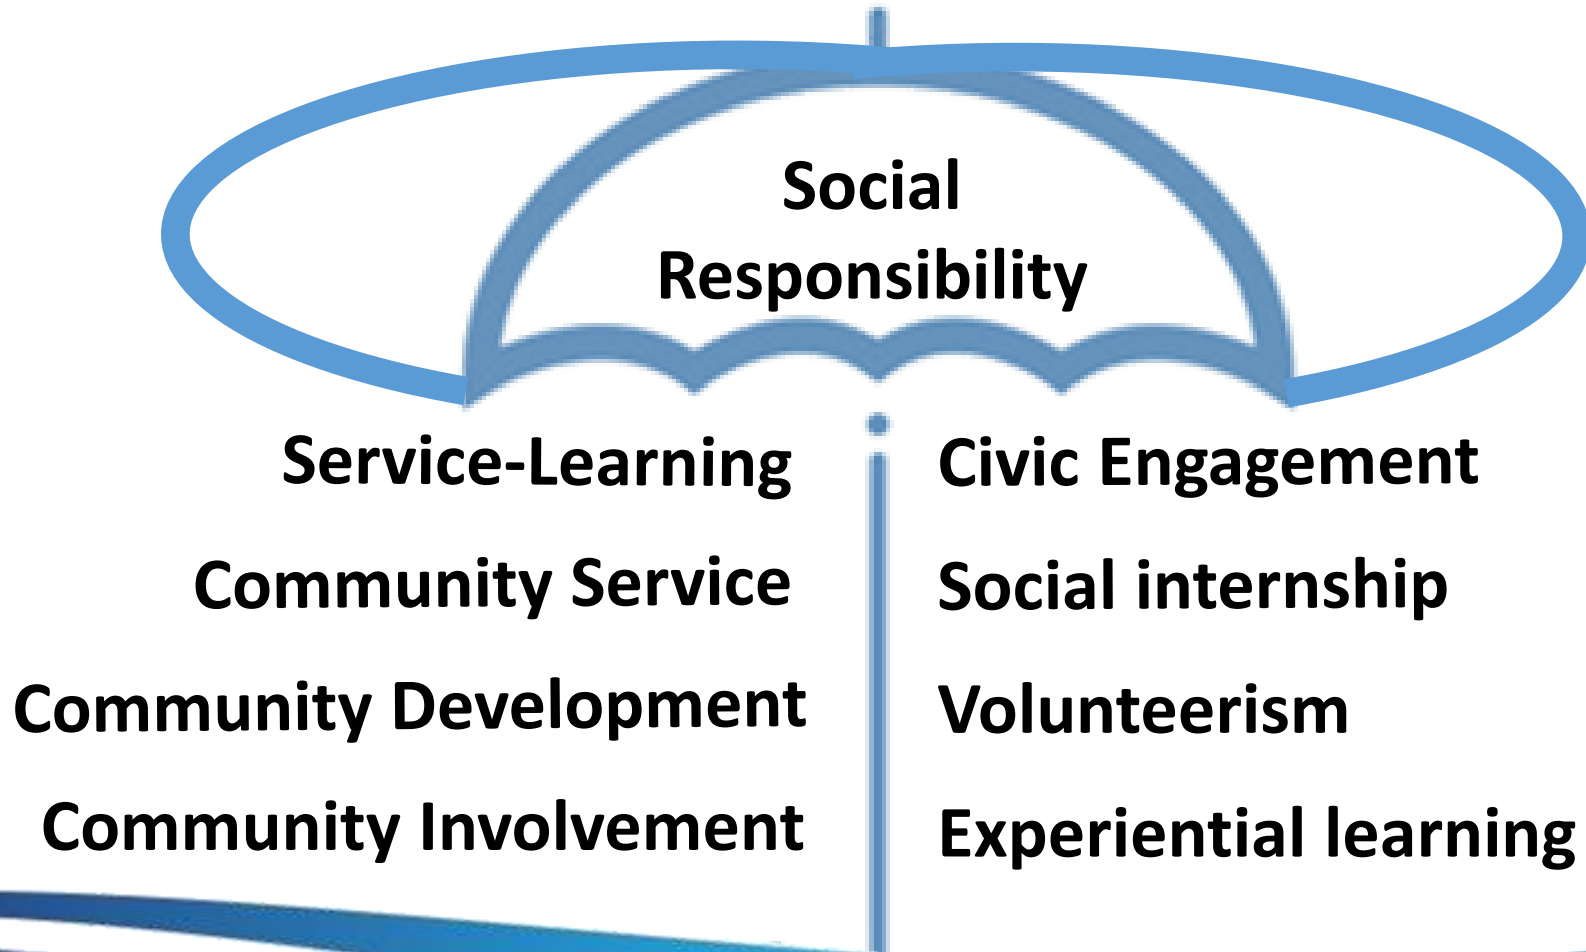 Social
Responsibility
Service-Learning
Community Service
Community Development
Community Involvement
Civic Engagement
Social internship
Volunteerism
Experiential learning